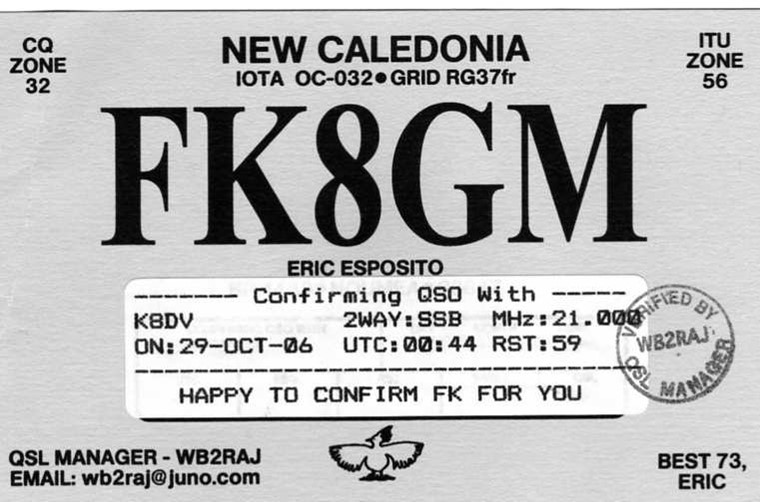 CQ
ZONE
32
NEW CALEDONIA
IOTA OC-032●GRID RG37fr
ITU
ZONE
56
FK8GM
ERIC ESPOSITO
------- Confirming QSO With -----
K8DV 2WAY:SSB MHz:21.000
ON:29-OCT-06 UTC:00:44 RST:59
HAPPY TO CONFIRM FK FOR YOU
VERIFIED BY
WB2RAJ
QSL MANAGER
QSL MANAGER - WB2RAJ
EMAIL: wb2raj@juno.com
BEST 73,
ERIC